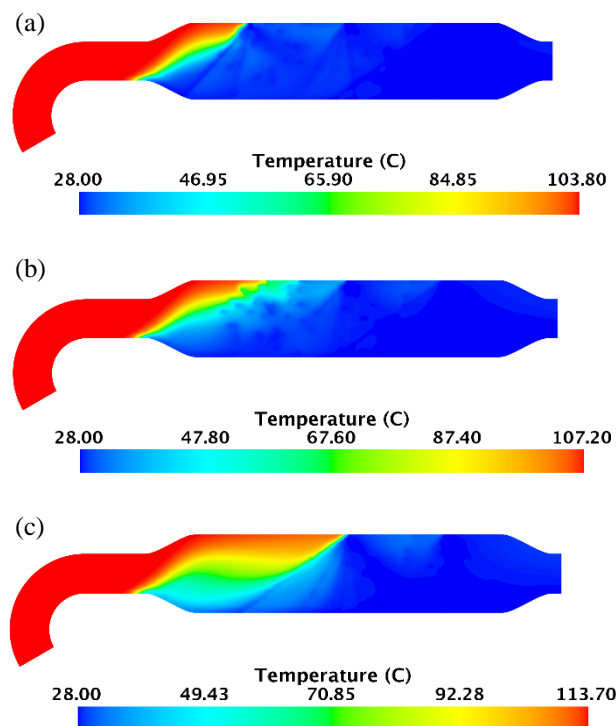 (a)
Temperature (C)
28.00 46.95 65.90 84.85 103.80
(b)
Temperature (C)
28.00 47.80 67.60 87.40 107.20
(c)
Temperature (C)
28.00 49.43 70.85 92.28 113.70